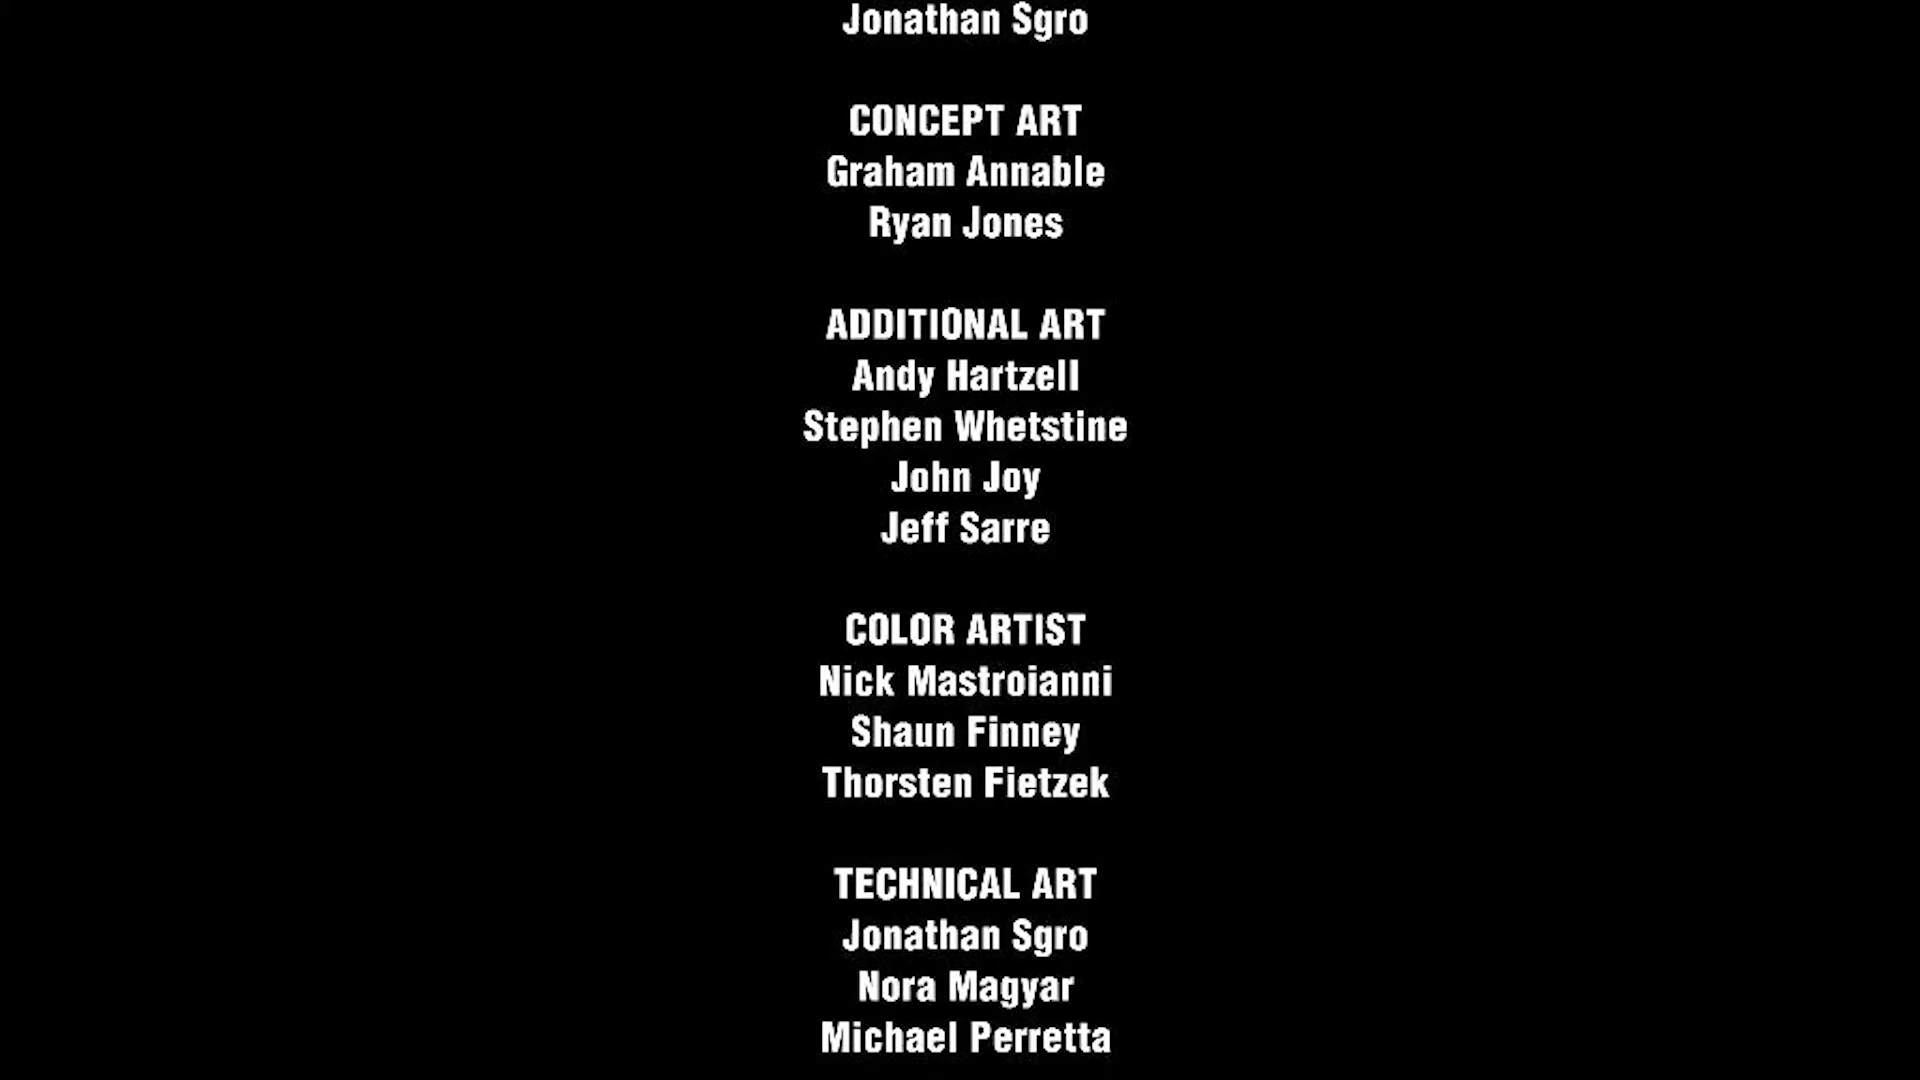 Jonathan Sgro
CONCEPT ART
Graham Annable
Ryan Jones
ADDITIONAL ART
Andy Hartzell
Stephen Whetstine
John Joy
Jeff Sarre
COLOR ARTIST
Nick Mastroianni
Shaun Finney
Thorsten Fietzek
TECHNICAL ART
Jonathan Sgro
Nora Magyar
Michael Perretta